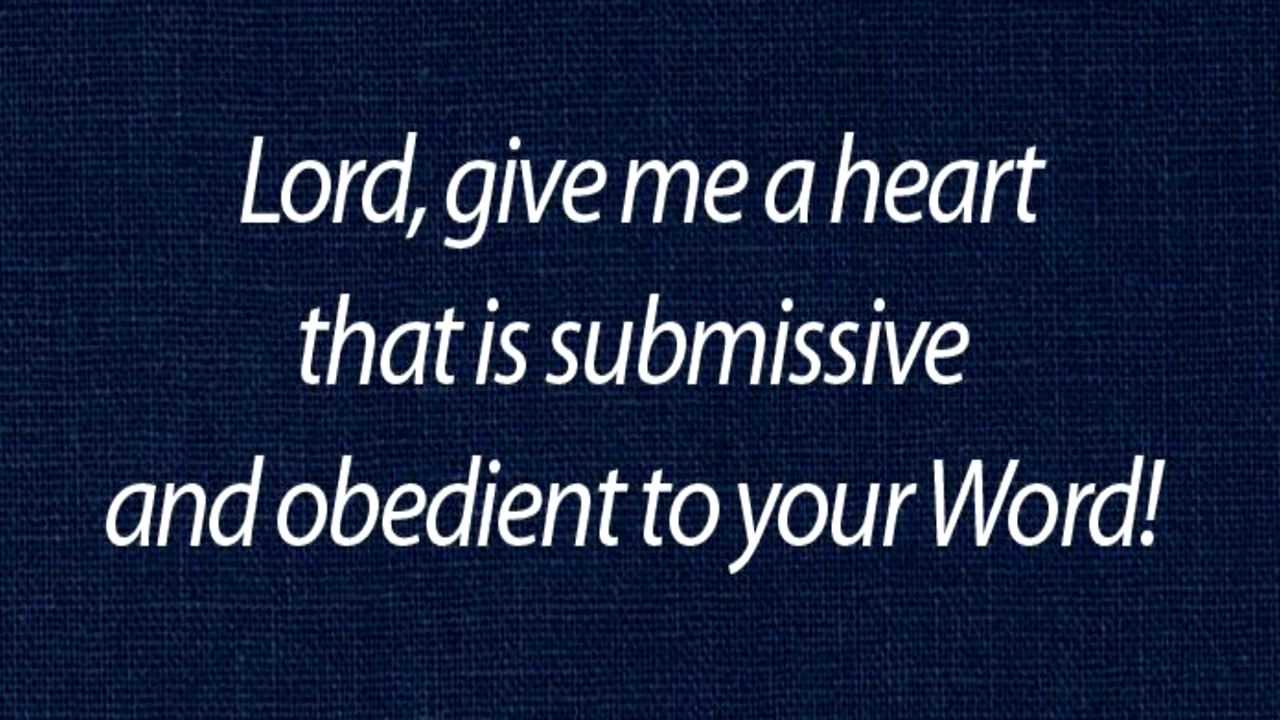 Lord, give me a heart
that is submissive
and obedient to your Word!